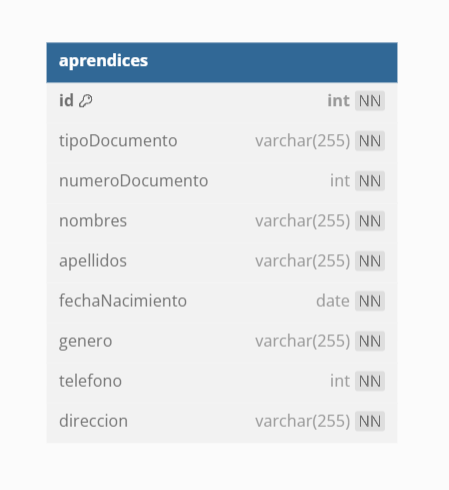 aprendices
id int NN
tipoDocumento varchar(255) NN
numeroDocumento int NN
nombres varchar(255) NN
apellidos varchar(255) NN
fechaNacimiento date NN
genero varchar(255) NN
telefono int NN
direccion varchar(255) NN